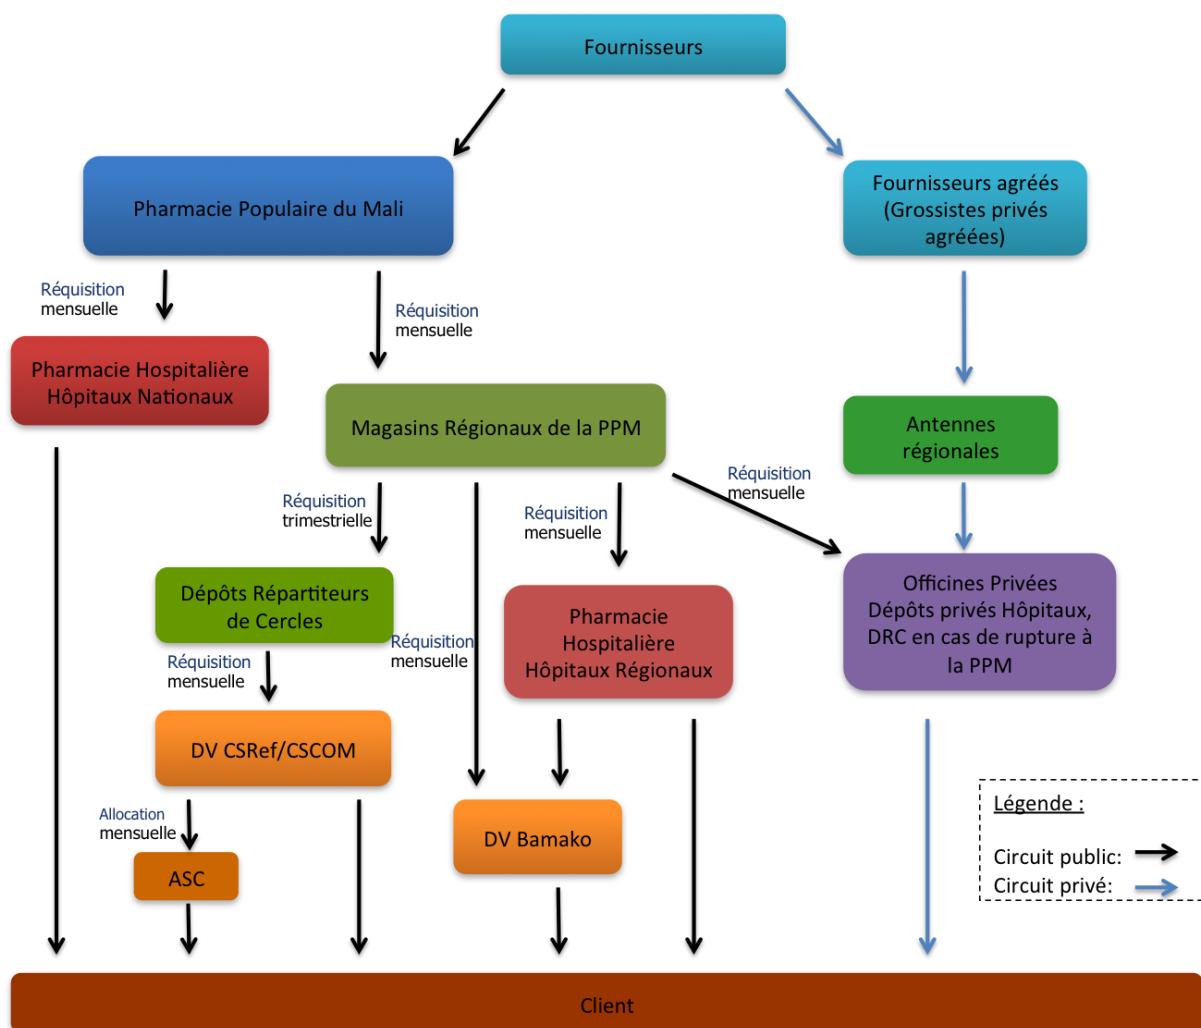 Fournisseurs
Pharmacie Populaire du Mali
Fournisseurs agréés
(Grossistes privés
agréées)
Réquisition
mensuelle
Réquisition
mensuelle
Pharmacie Hospitalière
Hôpitaux Nationaux
Magasins Régionaux de la PPM
Antennes
régionales
Réquisition
trimestrielle
Réquisition
mensuelle
Réquisition
mensuelle
Dépôts Répartiteurs
de Cercles
Réquisition
mensuelle
Pharmacie
Hospitalière
Hôpitaux Régionaux
Officines Privées
Dépôts privés Hôpitaux,
DRC en cas de rupture à
la PPM
Réquisition
mensuelle
DV CSRef/CSCOM
Allocation
mensuelle
DV Bamako
ASC
Légende :
Circuit public:
Circuit privé:
Client